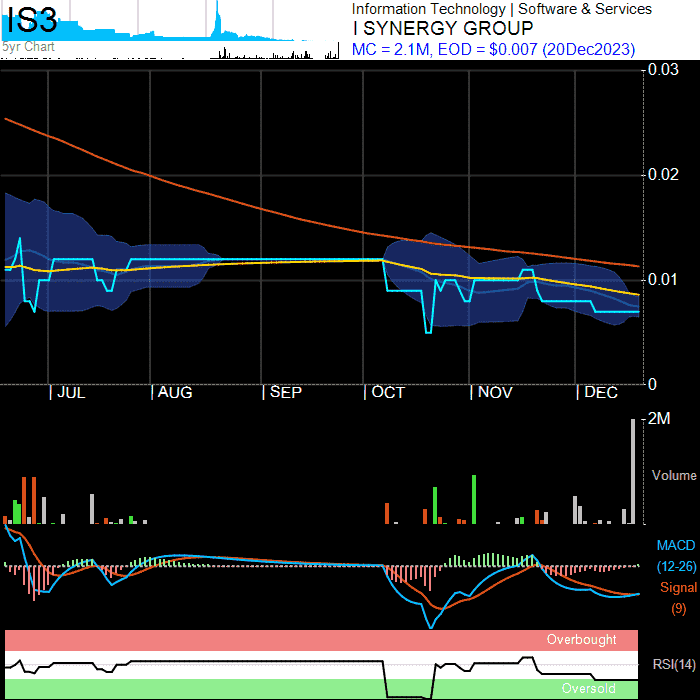 IS3
5yr Chart
Information Technology | Software & Services
I SYNERGY GROUP
MC = 2.1M, EOD = $0.007 (20Dec2023)
0.03
0.02
0.01
0
JUL
AUG
SEP
OCT
NOV
DEC
2M
Volume
MACD
(12-26)
Signal
(9)
Overbought
RSI(14)
Oversold